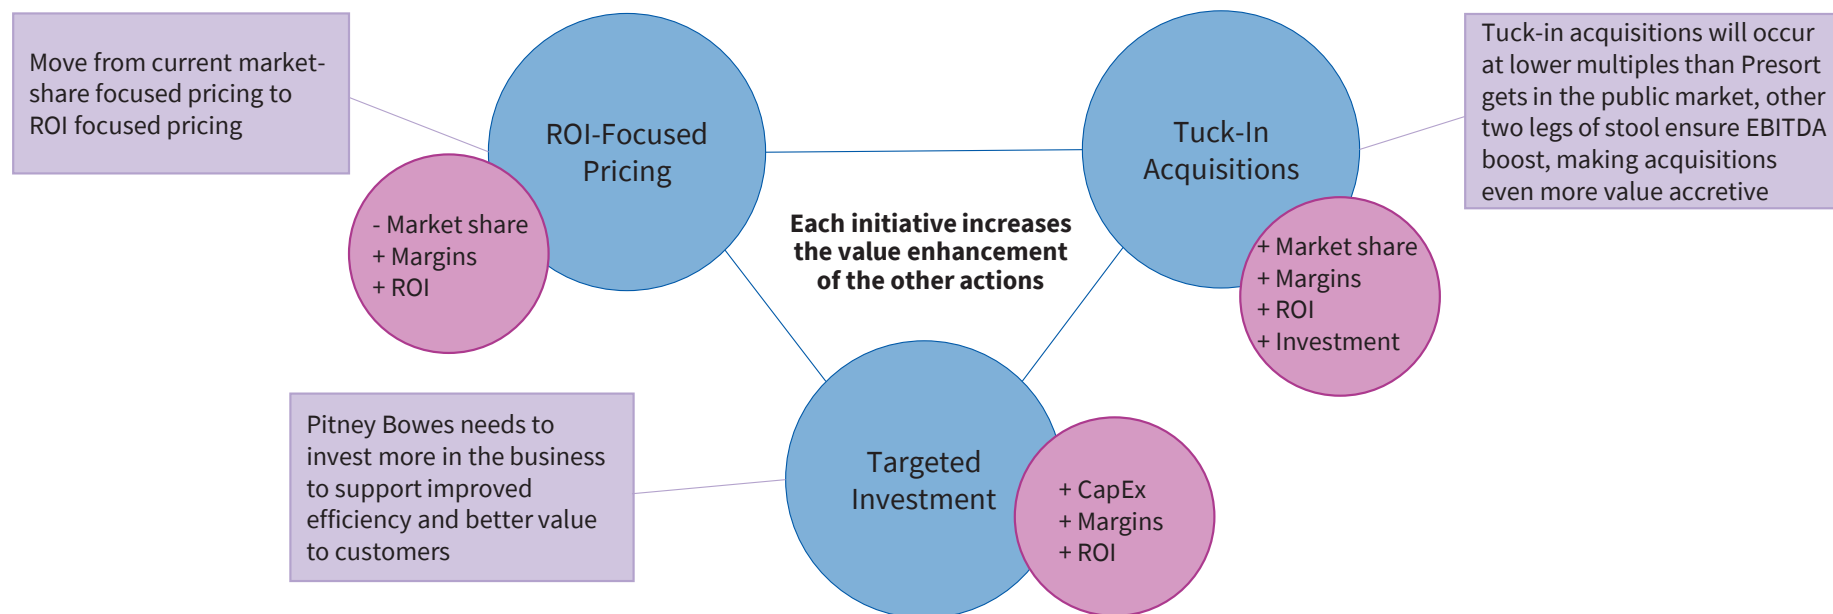 Move from current market-
share focused pricing to
ROI focused pricing
ROI-Focused
Pricing
- Market share
+ Margins
+ ROI
Each initiative increases
the value enhancement
of the other actions
Tuck-In
Acquisitions
Tuck-in acquisitions will occur
at lower multiples than Presort
gets in the public market, other
two legs of stool ensure EBITDA
boost, making acquisitions
even more value accretive
+ Market share
+ Margins
+ ROI
+ Investment
Pitney Bowes needs to
invest more in the business
to support improved
efficiency and better value
to customers
Targeted
Investment
+ CapEx
+ Margins
+ ROI